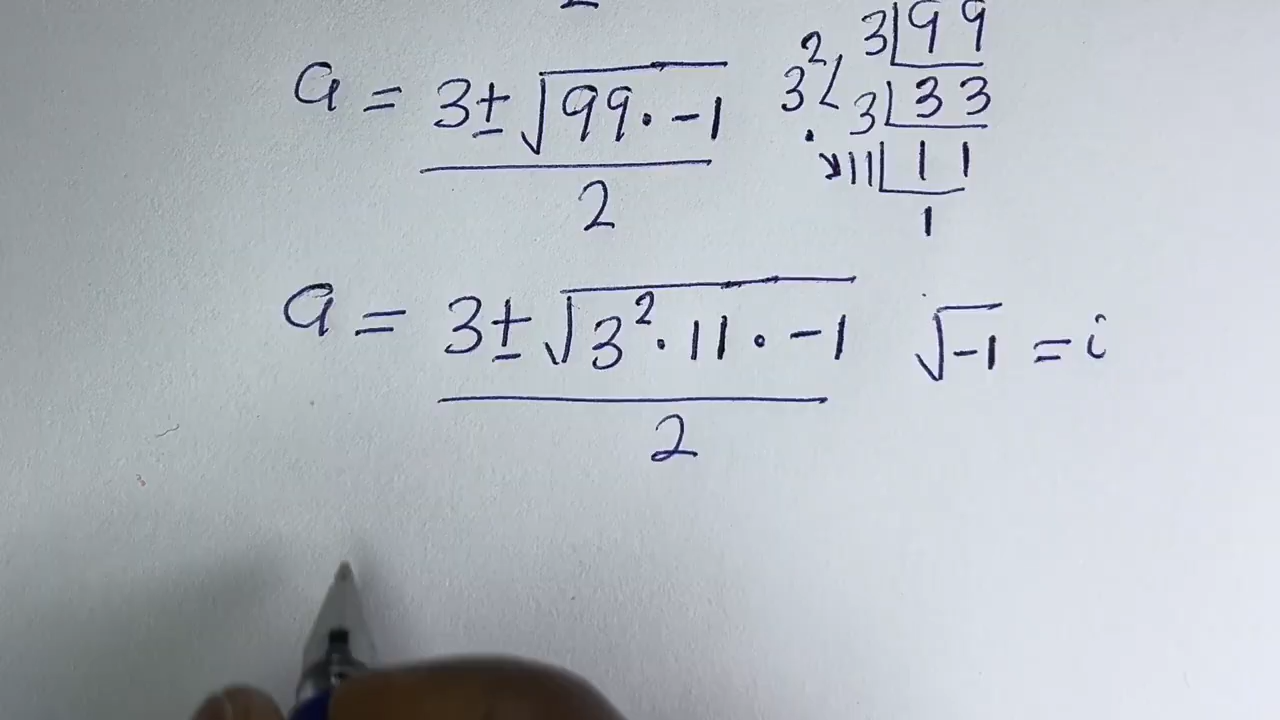 a = 3 ± √99 · -1 / 2
3 | 99
3² < 3 | 33
· 11 | 11
1
a = 3 ± √3² · 11 · -1 / 2
√-1 = i